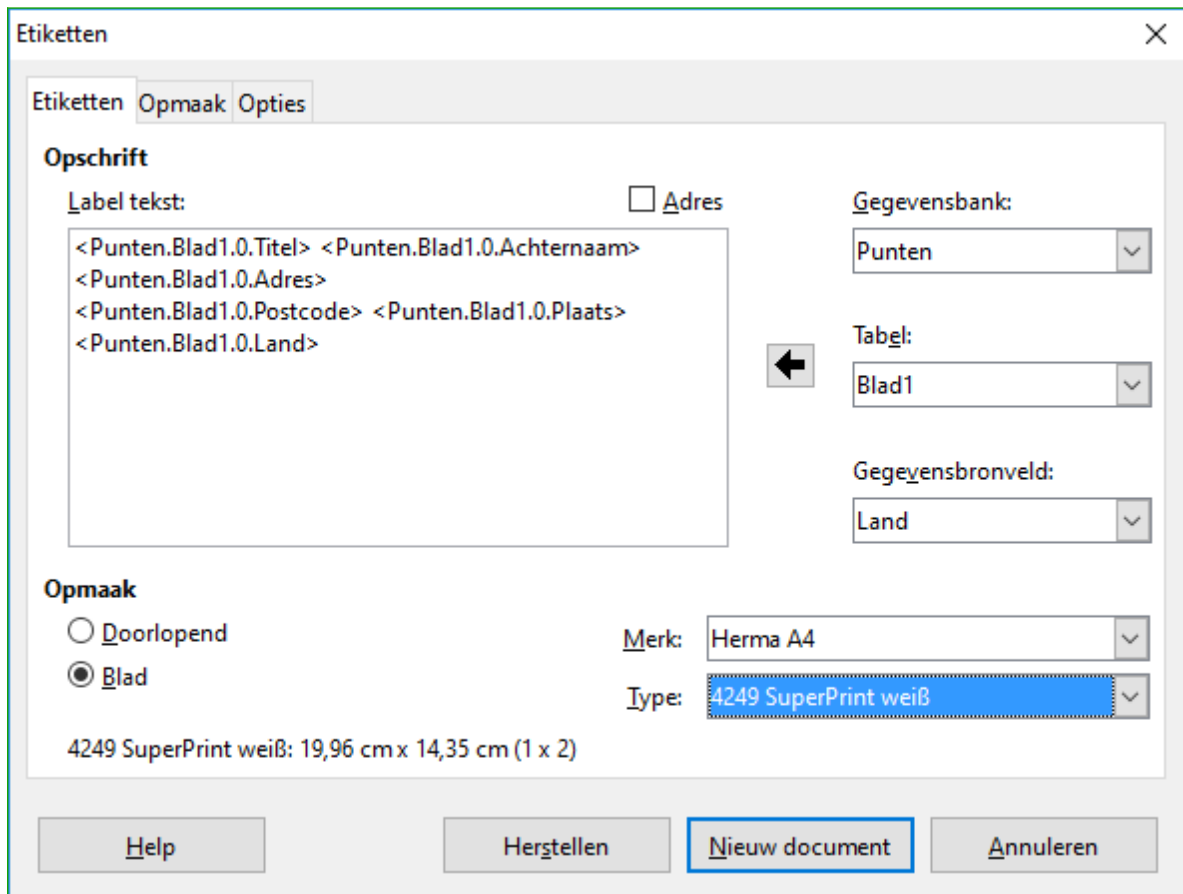 Etiketten
Etiketten Opmaak Opties
Opschrift
Label tekst:
Adres
<Punten.Blad1.0.Titel> <Punten.Blad1.0.Achternaam>
<Punten.Blad1.0.Adres>
<Punten.Blad1.0.Postcode> <Punten.Blad1.0.Plaats>
<Punten.Blad1.0.Land>
Gegevensbank:
Punten
Tabel:
Blad1
Gegevensbronveld:
Land
Opmaak
Doorlopend
Blad
Merk: Herma A4
Type: 4249 SuperPrint weiß
4249 SuperPrint weiß: 19,96 cm x 14,35 cm (1 x 2)
Help Herstellen Nieuw document Annuleren